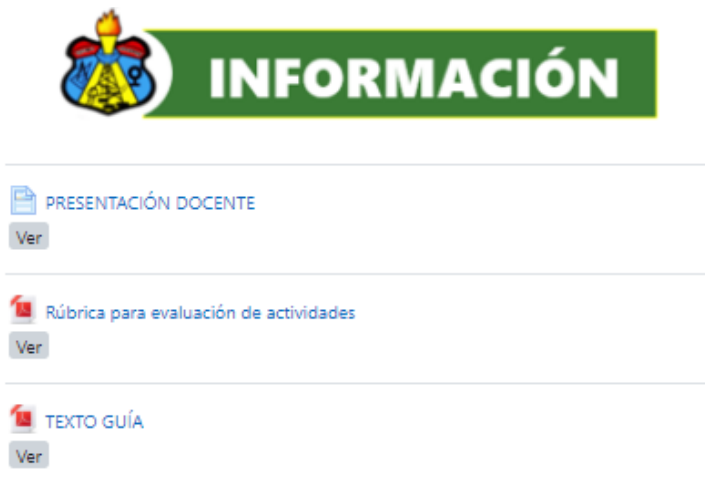 INFORMACIÓN
PRESENTACIÓN DOCENTE
Ver
Rúbrica para evaluación de actividades
Ver
TEXTO GUÍA
Ver